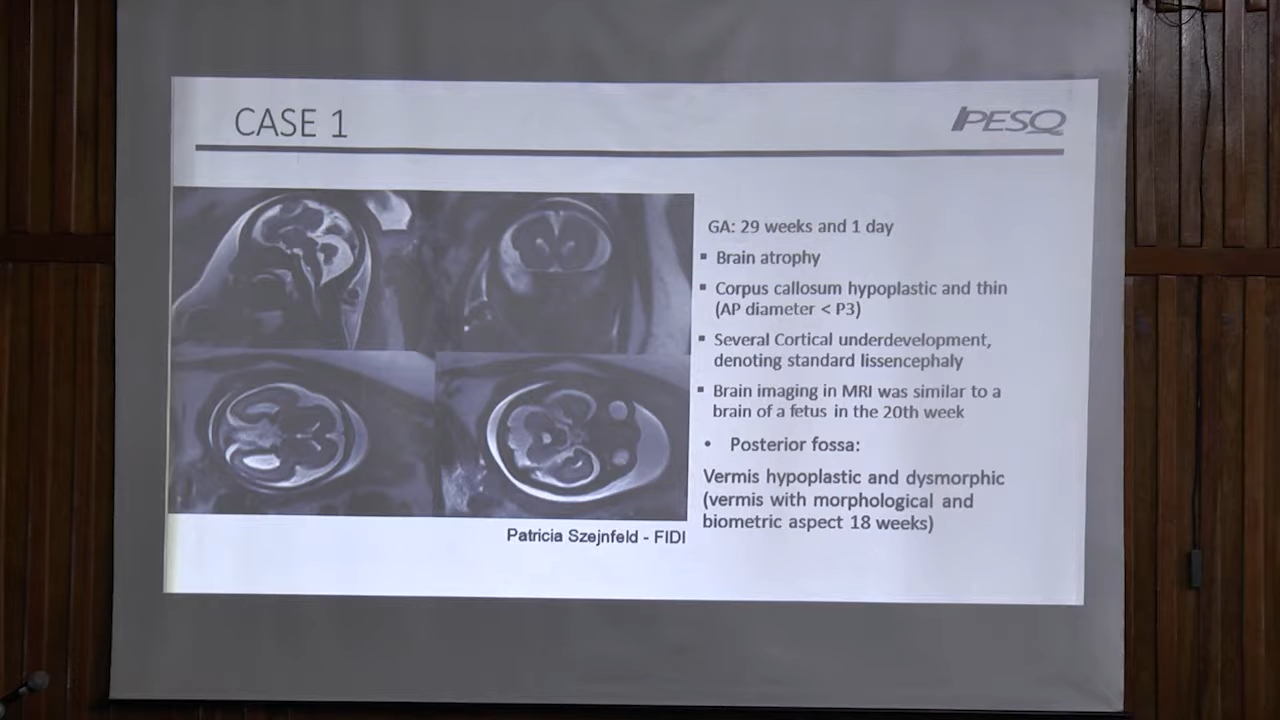 CASE 1
IPESQ
GA: 29 weeks and 1 day
▪ Brain atrophy
▪ Corpus callosum hypoplastic and thin
(AP diameter < P3)
▪ Several Cortical underdevelopment,
denoting standard lissencephaly
▪ Brain imaging in MRI was similar to a
brain of a fetus in the 20th week
• Posterior fossa:
Vermis hypoplastic and dysmorphic
(vermis with morphological and
biometric aspect 18 weeks)
Patricia Szejnfeld - FIDI